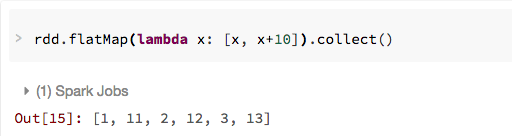 > rdd.flatMap(lambda x: [x, x+10]).collect()
▸ (1) Spark Jobs
Out[15]: [1, 11, 2, 12, 3, 13]